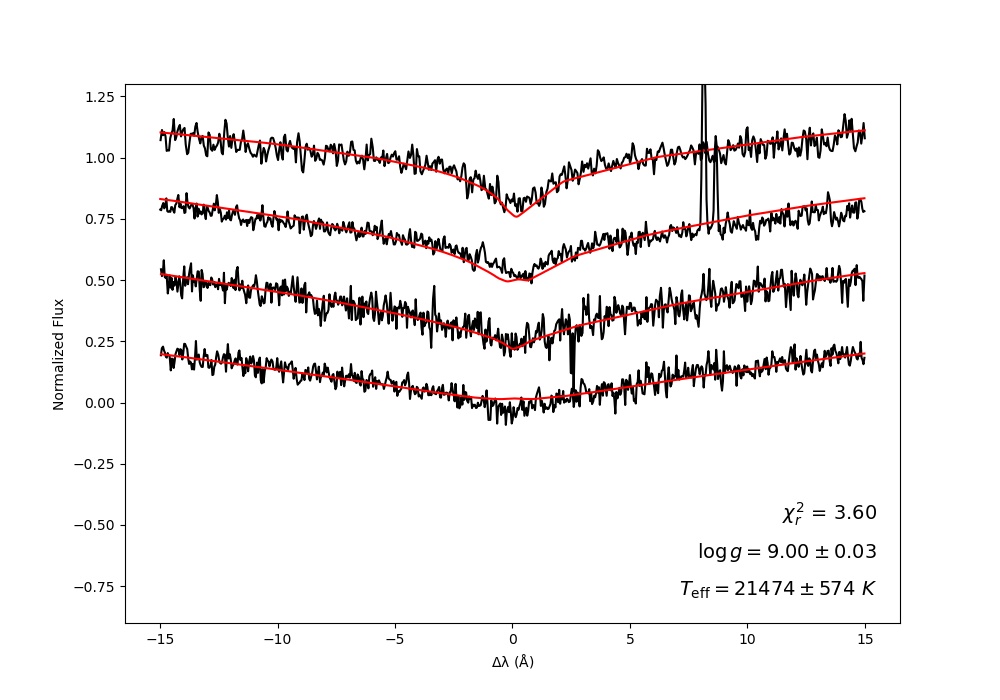 1.25
1.00
0.75
0.50
0.25
0.00
−0.25
−0.50
−0.75
Normalized Flux
χ²ᵣ = 3.60
log g = 9.00 ± 0.03
T_eff = 21474 ± 574 K
−15 −10 −5 0 5 10 15
Δλ (Å)